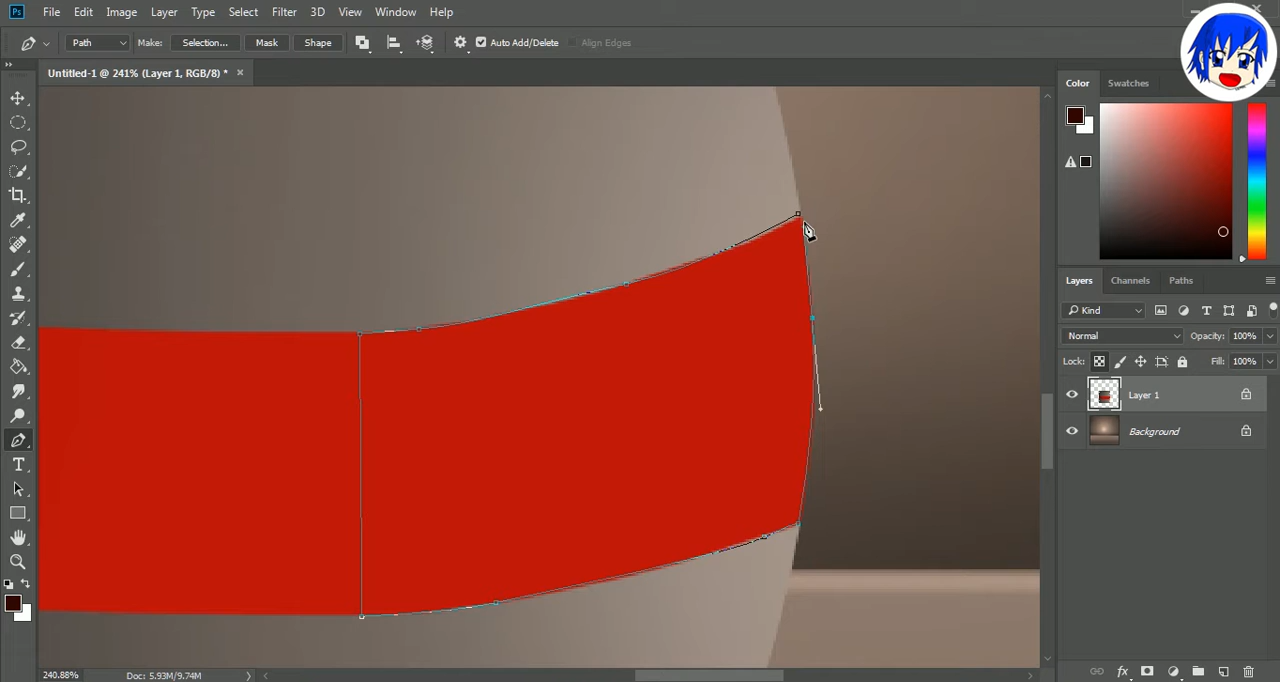 Ps File Edit Image Layer Type Select Filter 3D View Window Help
Path Make: Selection... Mask Shape Auto Add/Delete Align Edges
Untitled-1 @ 241% (Layer 1, RGB/8) * ×
Color Swatches
Layers Channels Paths
Kind
Normal Opacity: 100%
Lock: Fill: 100%
Layer 1
Background
240.88% Doc: 5.93M/9.74M
fx